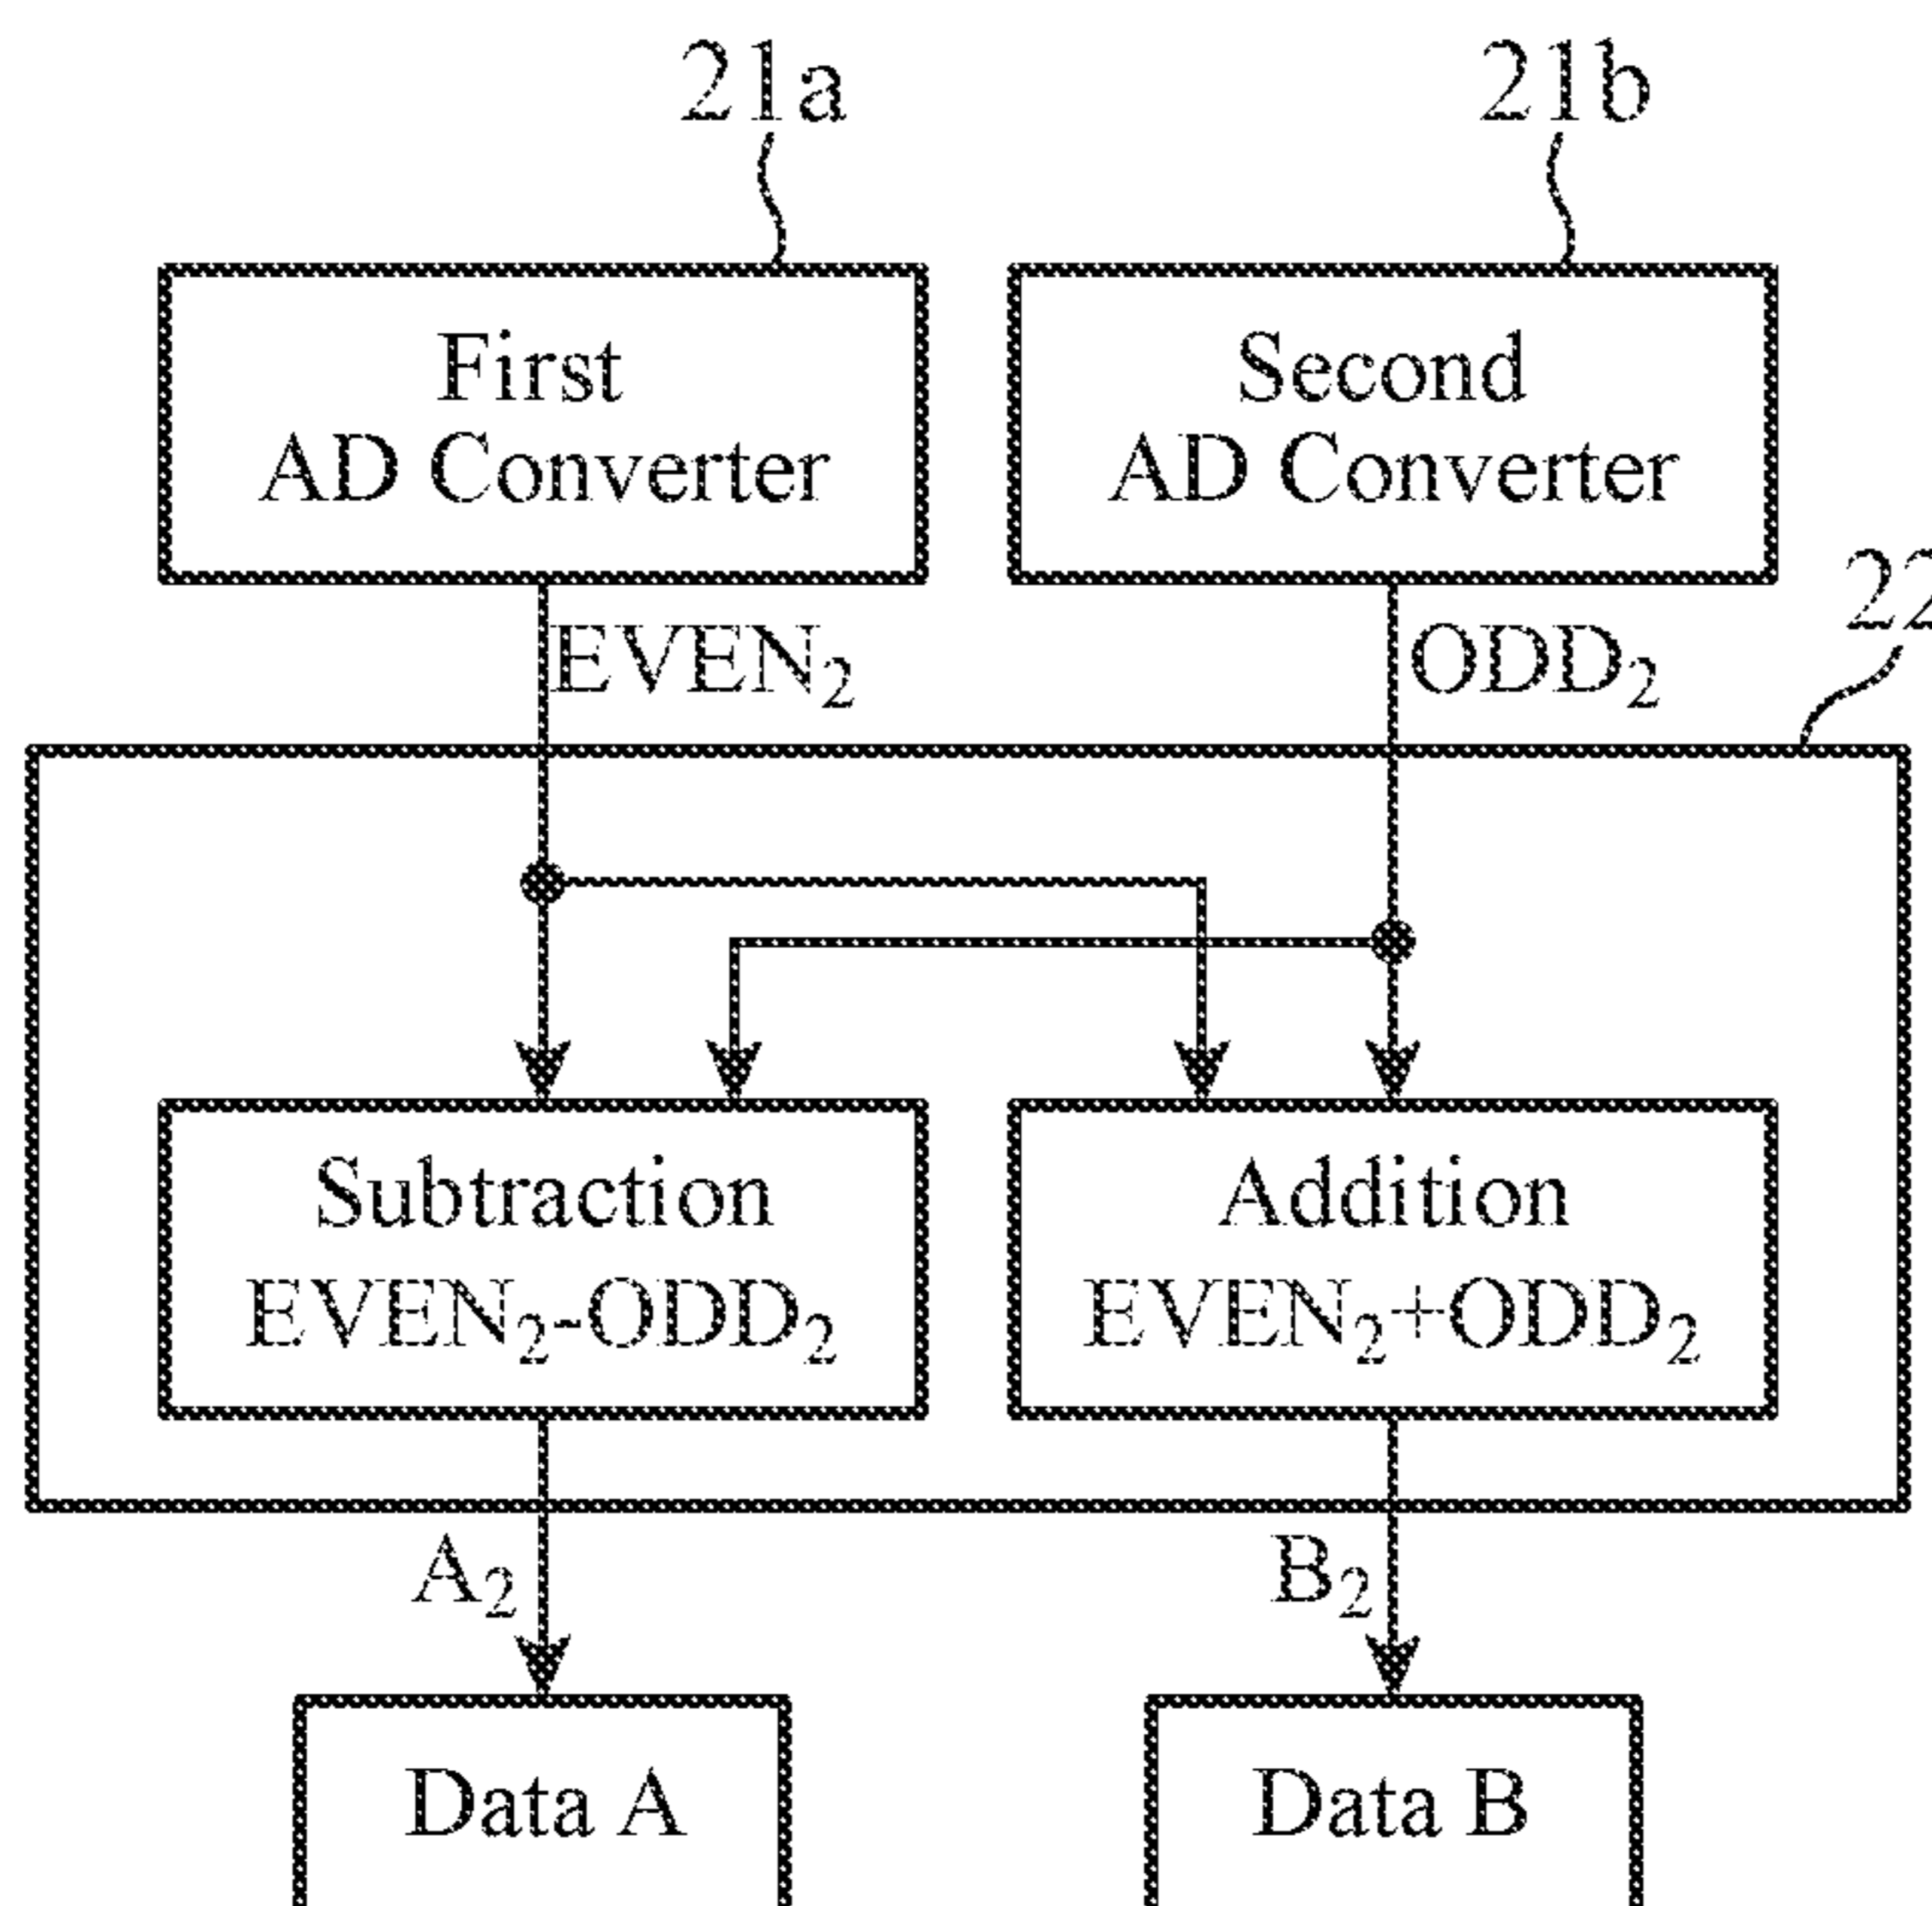 21a
21b
First
AD Converter
Second
AD Converter
22
EVEN₂
ODD₂
Subtraction
EVEN₂-ODD₂
Addition
EVEN₂+ODD₂
A₂
B₂
Data A
Data B